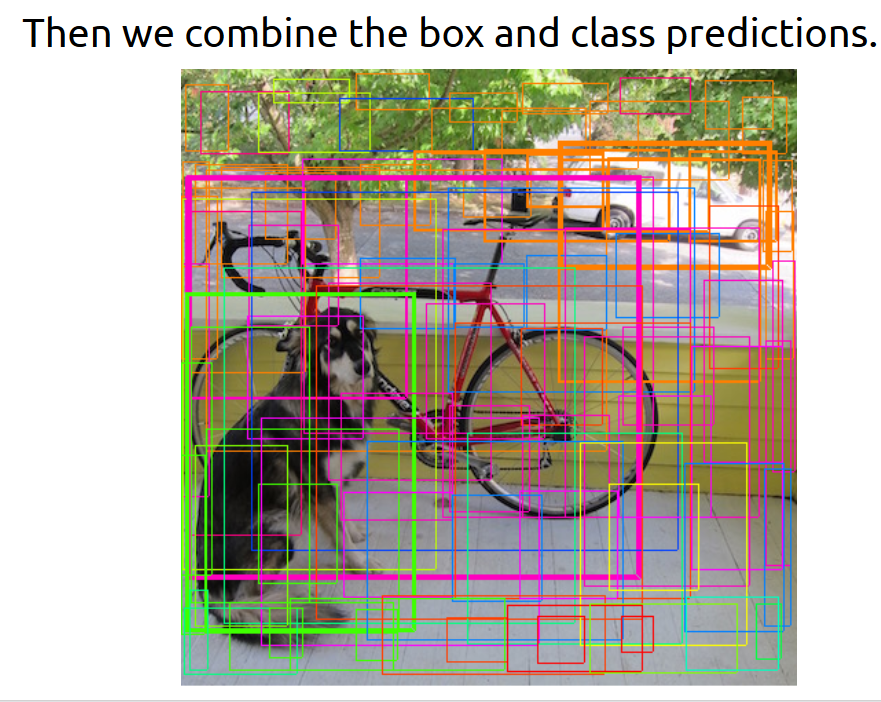 Then we combine the box and class predictions.